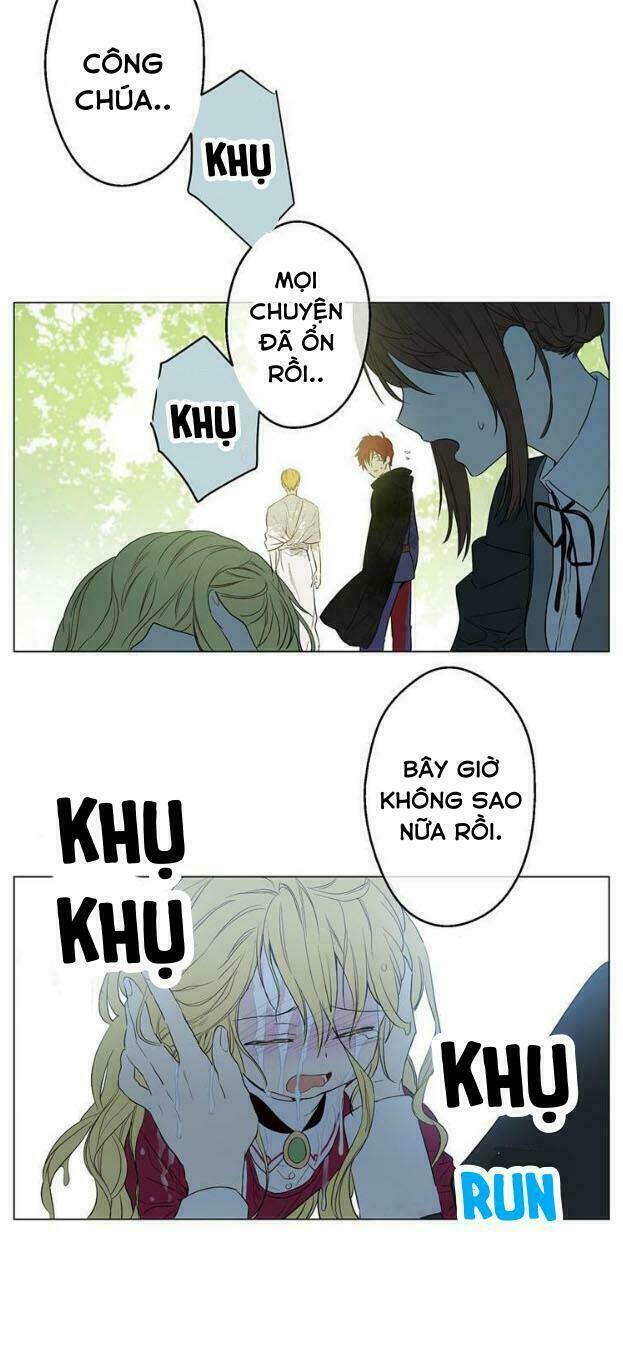 CÔNG
CHÚA..
KHỤ
MỌI
CHUYỆN
ĐÃ ỔN
RỒI..
KHỤ
BÂY GIỜ
KHÔNG SAO
NỮA RỒI.
KHỤ
KHỤ
KHỤ
RUN